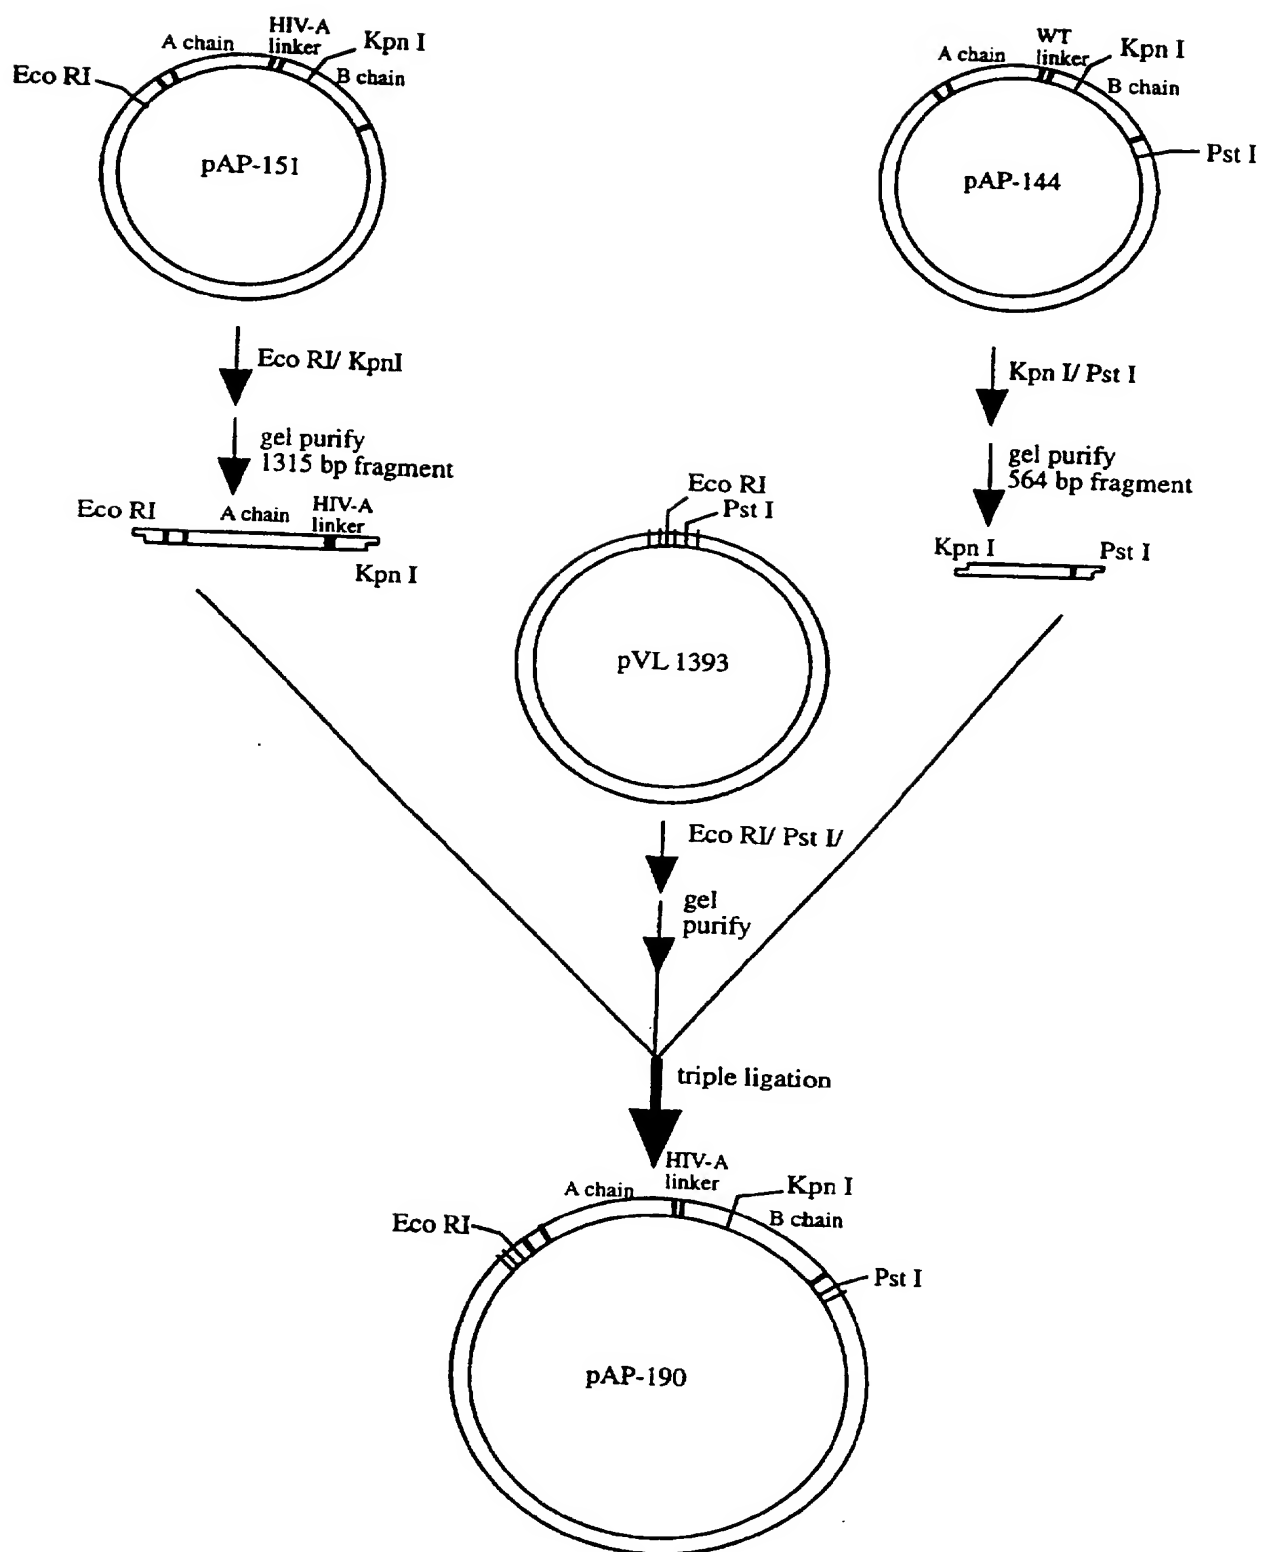 A chain
HIV-A
linker
Kpn I
Eco RI
B chain
pAP-151
A chain
WT
linker
Kpn I
B chain
Pst I
pAP-144
Eco RI/ KpnI
gel purify
1315 bp fragment
Kpn I/ Pst I
gel purify
564 bp fragment
Eco RI
A chain
HIV-A
linker
Kpn I
Eco RI
Pst I
pVL 1393
Kpn I
Pst I
Eco RI/ Pst I/
gel
purify
triple ligation
A chain
HIV-A
linker
Kpn I
Eco RI
B chain
Pst I
pAP-190